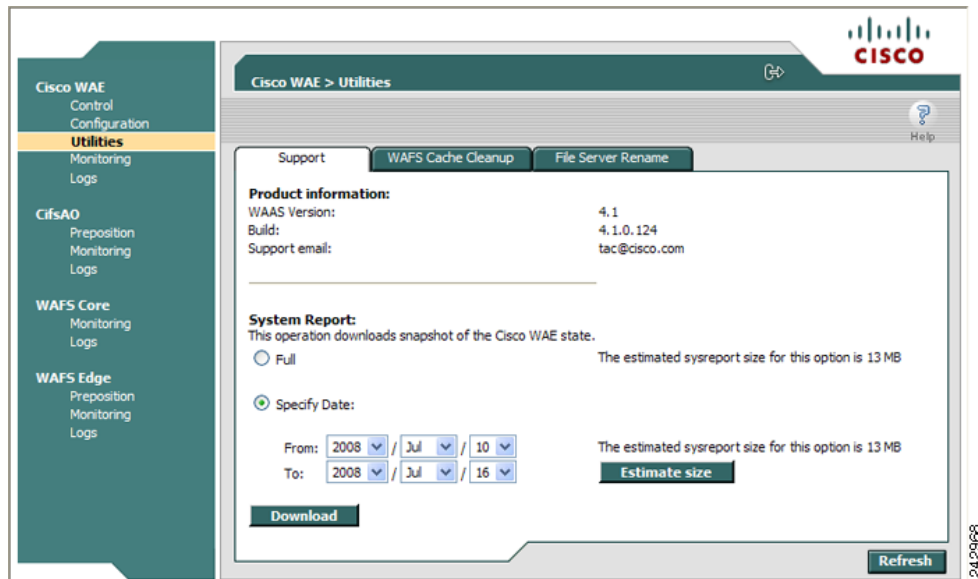 CISCO
Cisco WAE > Utilities
Help
Cisco WAE
Control
Configuration
Utilities
Monitoring
Logs
CifsAO
Preposition
Monitoring
Logs
WAFS Core
Monitoring
Logs
WAFS Edge
Preposition
Monitoring
Logs
Support WAFS Cache Cleanup File Server Rename
Product information:
WAAS Version: 4.1
Build: 4.1.0.124
Support email: tac@cisco.com
System Report:
This operation downloads snapshot of the Cisco WAE state.
Full The estimated sysreport size for this option is 13 MB
Specify Date:
From: 2008 / Jul / 10 The estimated sysreport size for this option is 13 MB
To: 2008 / Jul / 16 Estimate size
Download
Refresh
242968